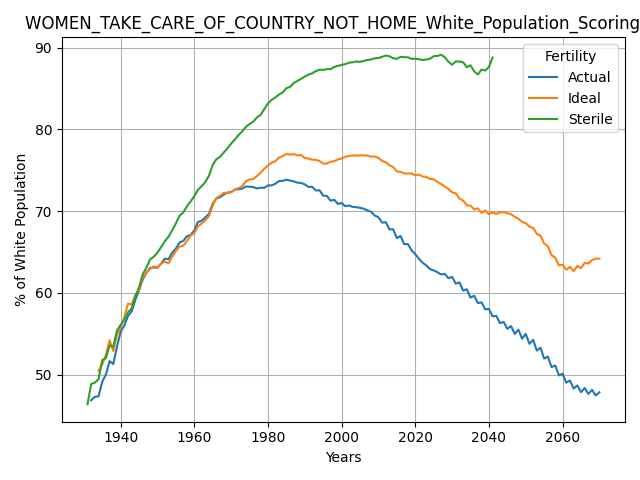 WOMEN_TAKE_CARE_OF_COUNTRY_NOT_HOME_White_Population_Scoring
% of White Population
90
80
70
60
50
Fertility
Actual
Ideal
Sterile
1940 1960 1980 2000 2020 2040 2060
Years